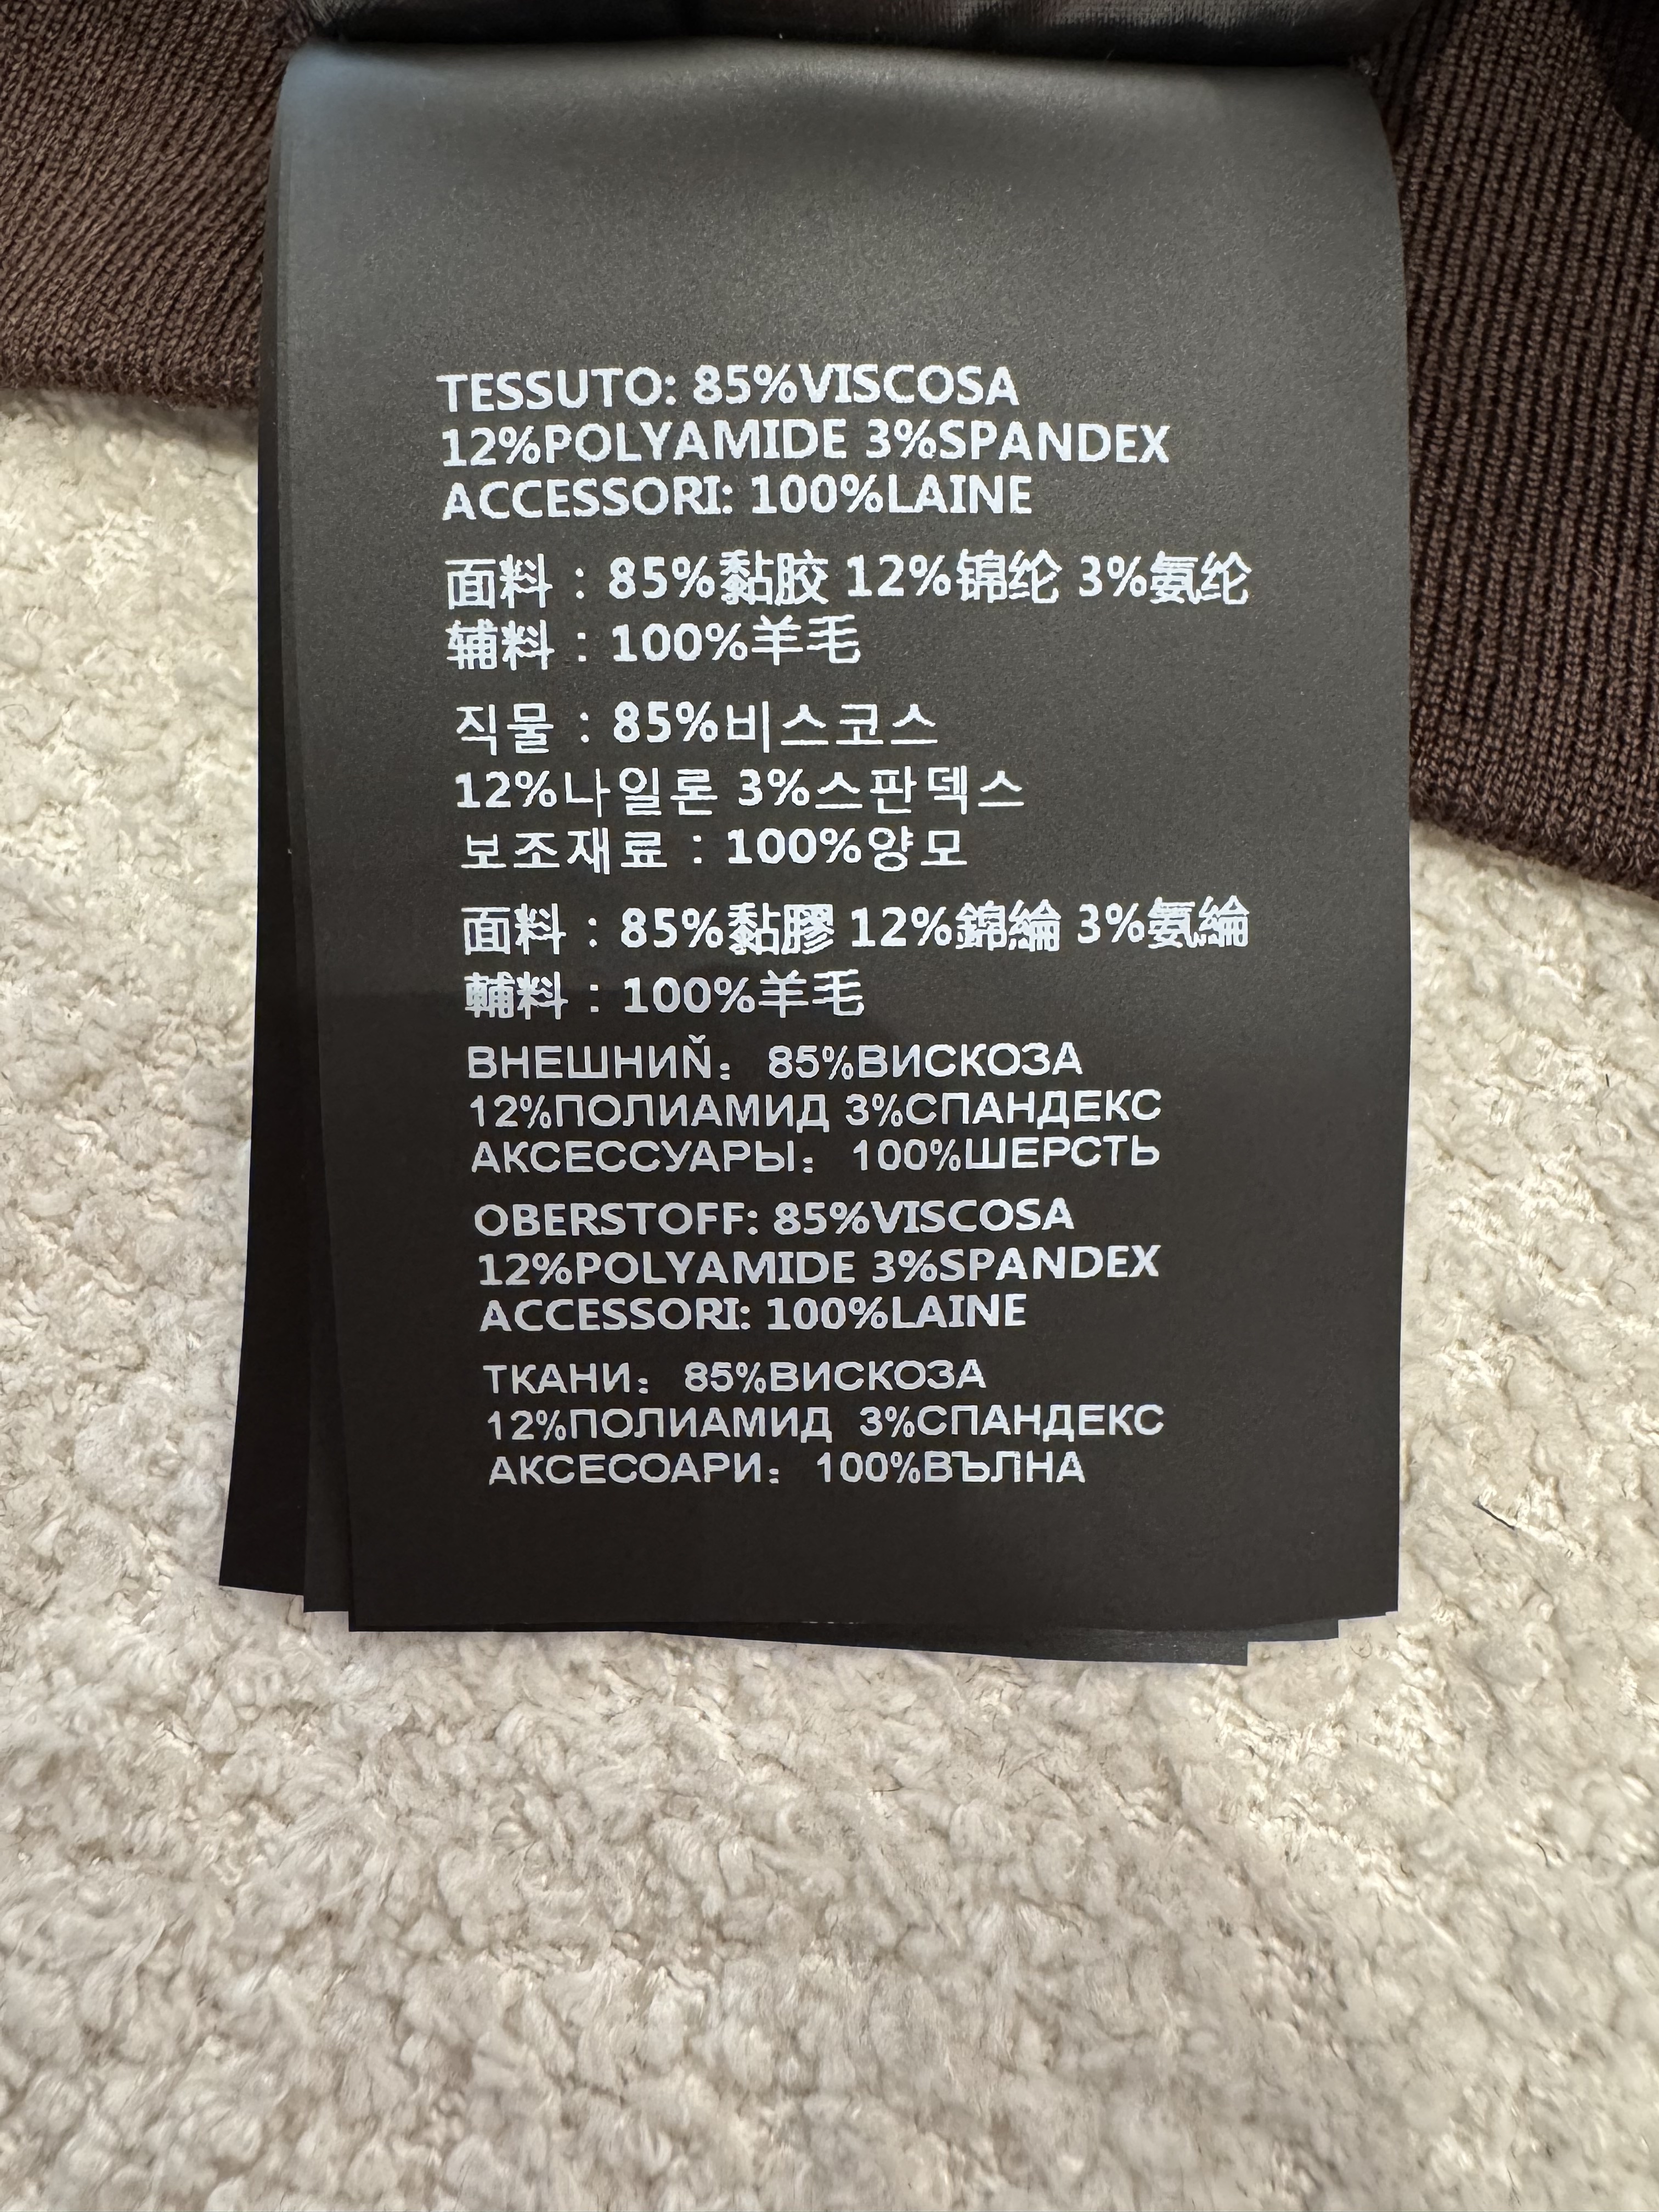 TESSUTO: 85%VISCOSA
12%POLYAMIDE 3%SPANDEX
ACCESSORI: 100%LAINE
面料：85%黏胶 12%锦纶 3%氨纶
辅料：100%羊毛
직물：85%비스코스
12%나일론 3%스판덱스
보조재료：100%양모
面料：85%黏膠 12%錦綸 3%氨綸
輔料：100%羊毛
ВНЕШНИЙ： 85%ВИСКОЗА
12%ПОЛИАМИД 3%СПАНДЕКС
АКСЕССУАРЫ： 100%ШЕРСТЬ
OBERSTOFF: 85%VISCOSA
12%POLYAMIDE 3%SPANDEX
ACCESSORI: 100%LAINE
ТКАНИ： 85%ВИСКОЗА
12%ПОЛИАМИД 3%СПАНДЕКС
АКСЕСОАРИ： 100%ВЪЛНА